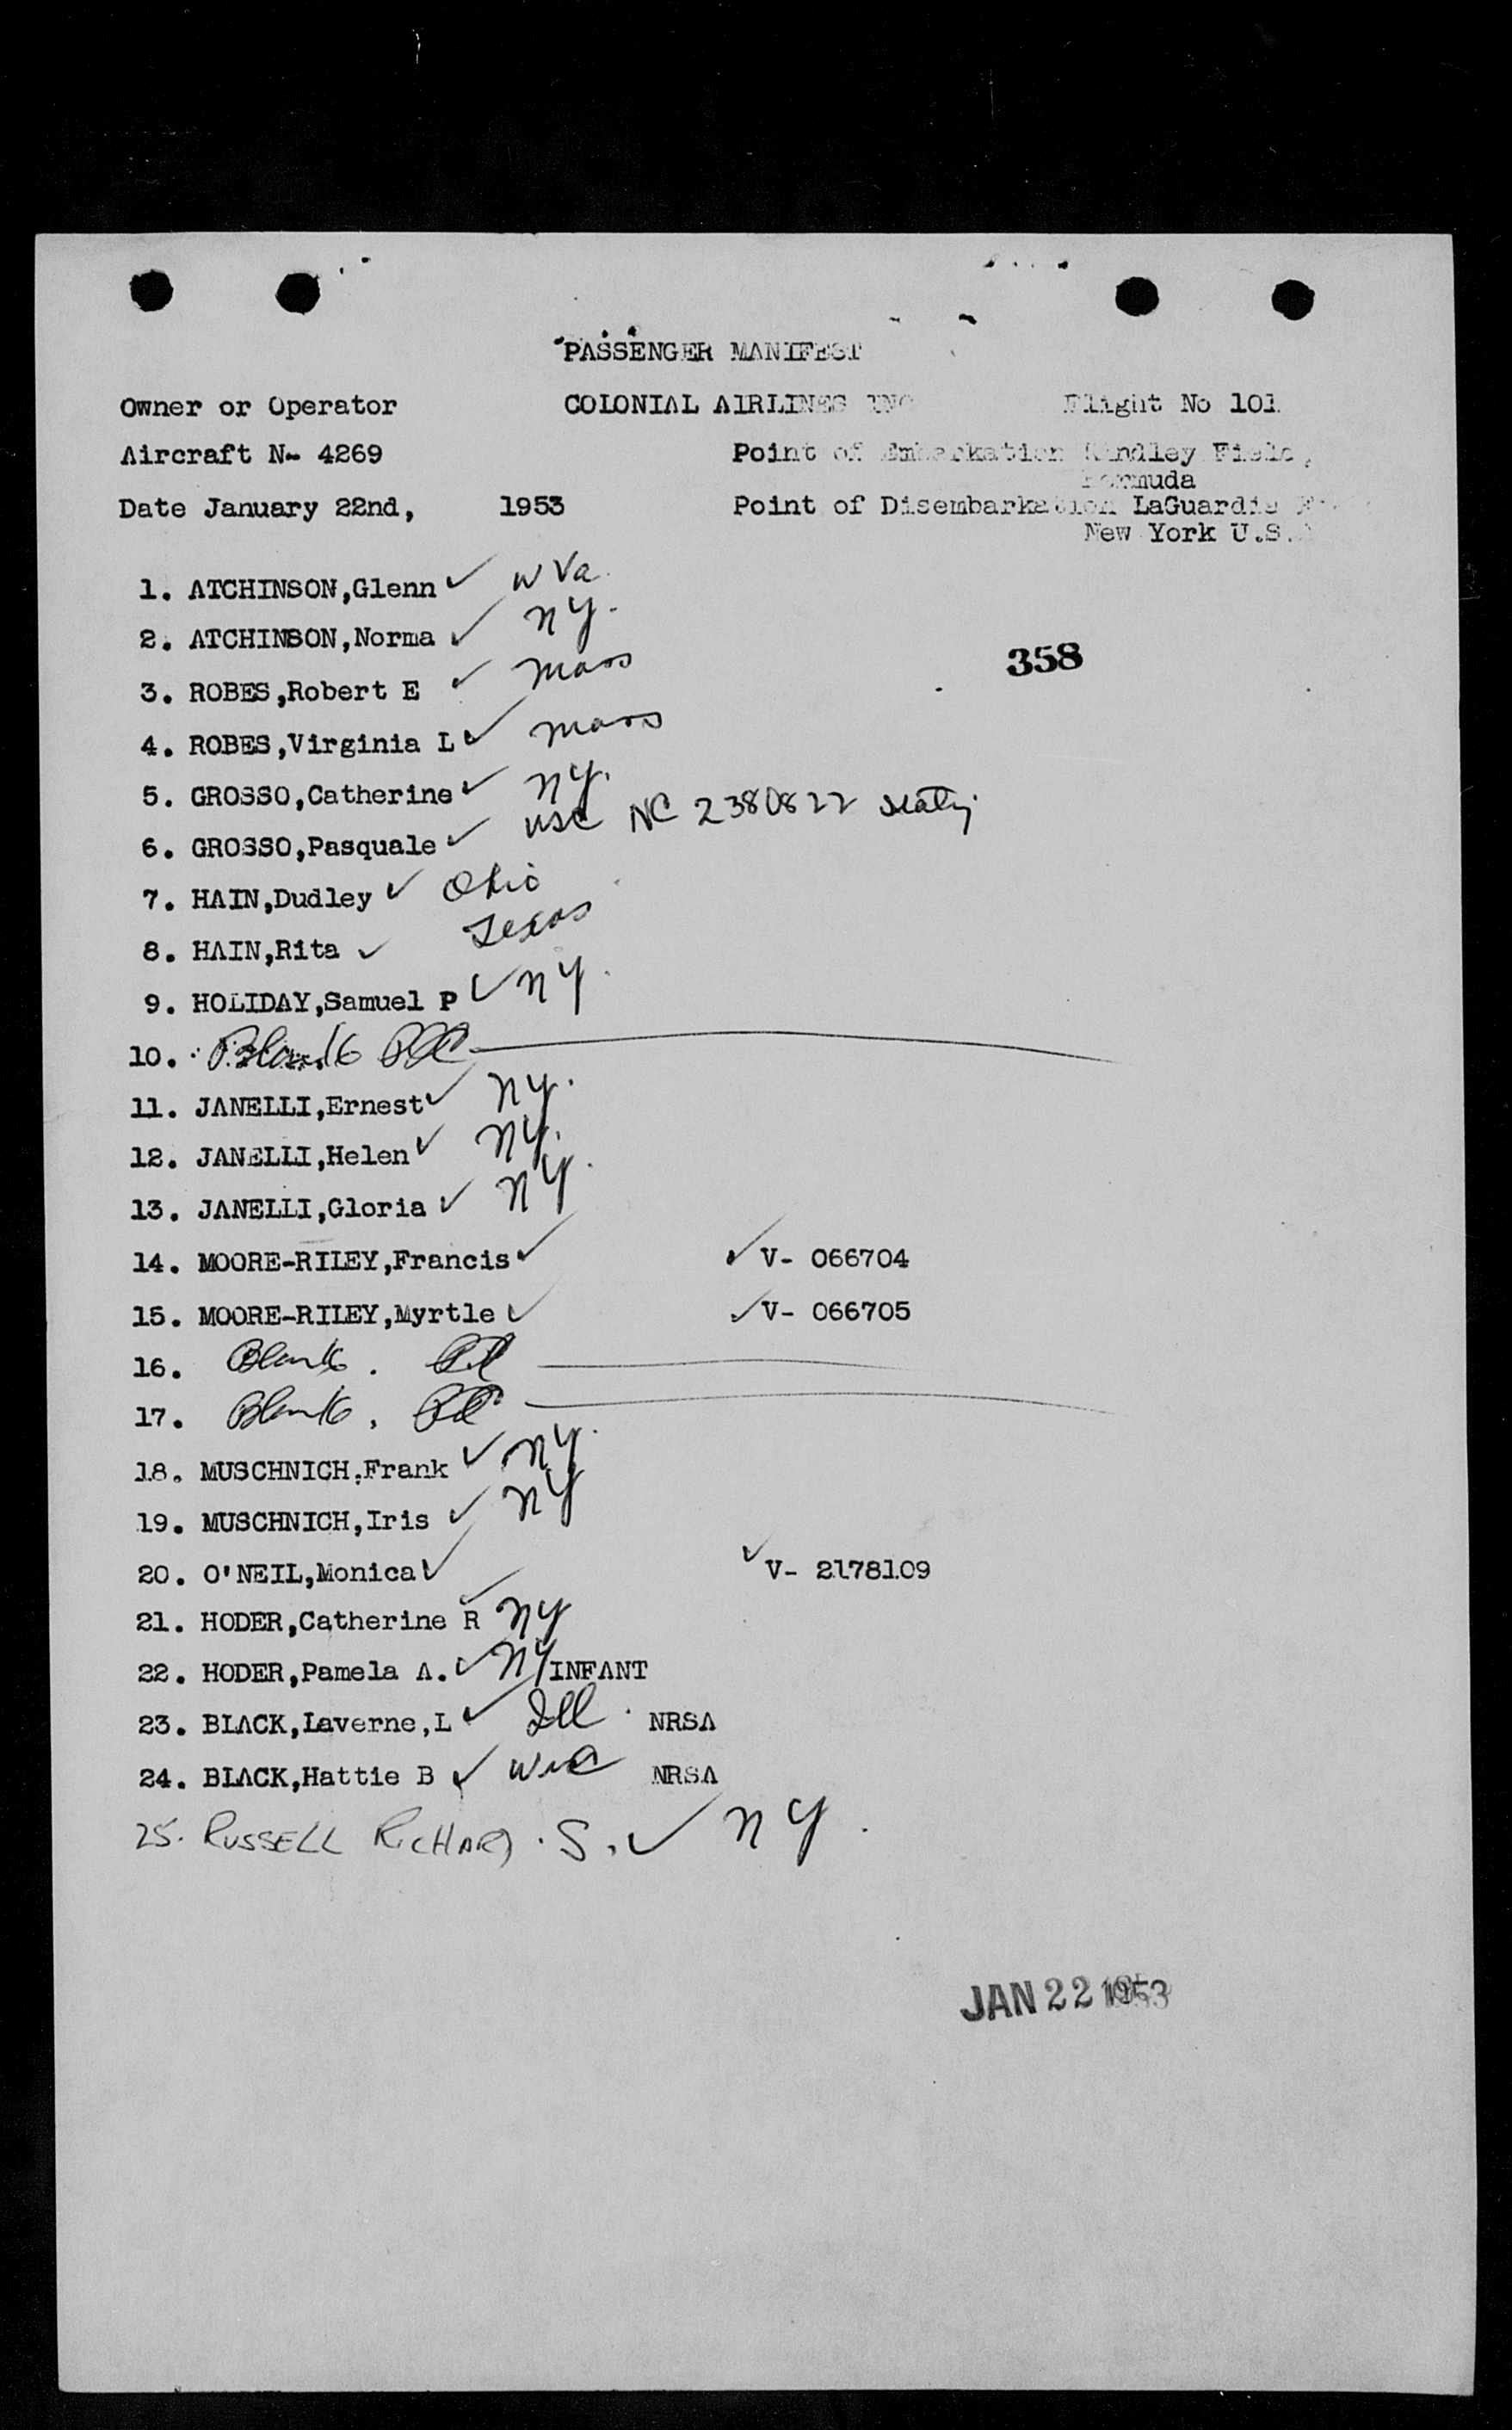 PASSENGER MANIFEST
Owner or Operator COLONIAL AIRLINES INC Flight No 101
Aircraft N- 4269 Point of Embarkation Kindley Field,
Bermuda
Date January 22nd, 1953 Point of Disembarkation LaGuardia
New York U.S.
1. ATCHINSON,Glenn ✓ W Va.
2. ATCHINSON,Norma ✓ NY.
358
3. ROBES,Robert E ✓ Mass
4. ROBES,Virginia L ✓ Mass
5. GROSSO,Catherine ✓ NY.
6. GROSSO,Pasquale ✓ USC NC 2380822
7. HAIN,Dudley ✓ Ohio
8. HAIN,Rita ✓ Texas
9. HOLIDAY,Samuel P ✓ NY.
10. Blank
11. JANELLI,Ernest ✓ NY.
12. JANELLI,Helen ✓ NY.
13. JANELLI,Gloria ✓ NY.
14. MOORE-RILEY,Francis ✓ ✓ V- 066704
15. MOORE-RILEY,Myrtle ✓ ✓ V- 066705
16. Blank.
17. Blank,
18. MUSCHNICH,Frank ✓ NY.
19. MUSCHNICH,Iris ✓ NY
20. O'NEIL,Monica ✓ ✓ V- 2178109
21. HODER,Catherine R ✓ NY
22. HODER,Pamela A. ✓ NY INFANT
23. BLACK,Laverne,L ✓ Ill. NRSA
24. BLACK,Hattie B ✓ Wis NRSA
25. RUSSELL RICHARD. S. ✓ NY.
JAN 22 1953